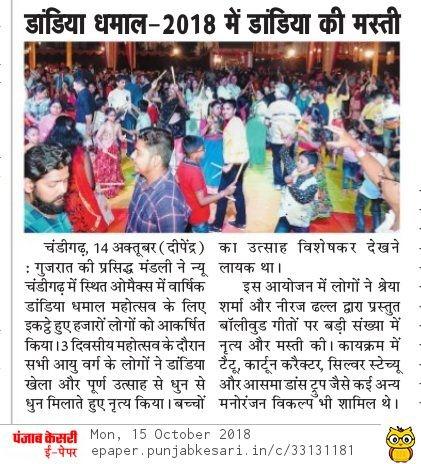 डांडिया धमाल-2018 में डांडिया की मस्ती
चंडीगढ़, 14 अक्तूबर (दीपेंद्र)
: गुजरात की प्रसिद्ध मंडली ने न्यू
चंडीगढ़ में स्थित ओमैक्स में वार्षिक
डांडिया धमाल महोत्सव के लिए
इकट्ठे हुए हजारों लोगों को आकर्षित
किया।3 दिवसीय महोत्सव के दौरान
सभी आयु वर्ग के लोगों ने डांडिया
खेला और पूर्ण उत्साह से धुन से
धुन मिलाते हुए नृत्य किया। बच्चों
का उत्साह विशेषकर देखने
लायक था।
इस आयोजन में लोगों ने श्रेया
शर्मा और नीरज ढल्ल द्वारा प्रस्तुत
बॉलीवुड गीतों पर बड़ी संख्या में
नृत्य और मस्ती की। कायक्रम में
टैटू, कार्टून करैक्टर, सिल्वर स्टेच्यू
और आसमा डांस ट्रुप जैसे कई अन्य
मनोरंजन विकल्प भी शामिल थे।
पंजाब केसरी
ई-पेपर
Mon, 15 October 2018
epaper.punjabkesari.in/c/33131181